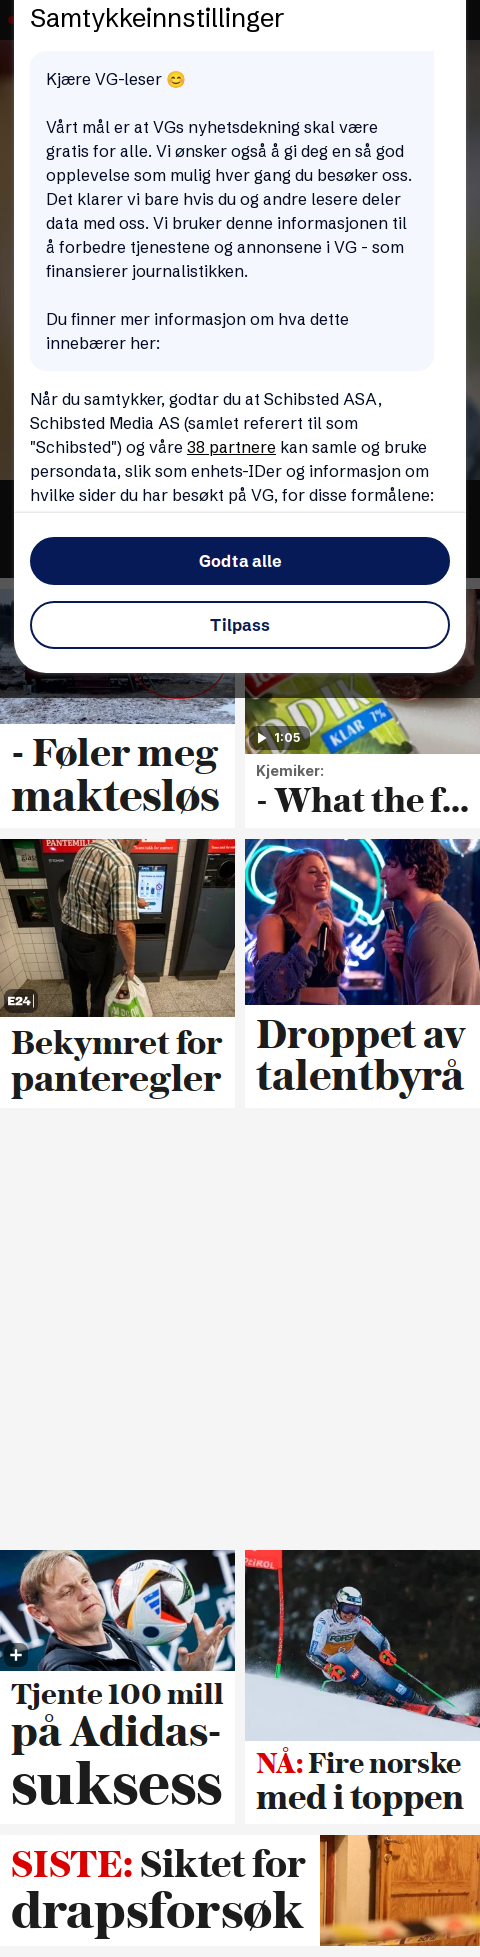 Samtykkeinnstillinger
Kjære VG-leser 😊
Vårt mål er at VGs nyhetsdekning skal være
gratis for alle. Vi ønsker også å gi deg en så god
opplevelse som mulig hver gang du besøker oss.
Det klarer vi bare hvis du og andre lesere deler
data med oss. Vi bruker denne informasjonen til
å forbedre tjenestene og annonsene i VG - som
finansierer journalistikken.
Du finner mer informasjon om hva dette
innebærer her:
Når du samtykker, godtar du at Schibsted ASA,
Schibsted Media AS (samlet referert til som
"Schibsted") og våre 38 partnere kan samle og bruke
persondata, slik som enhets-IDer og informasjon om
hvilke sider du har besøkt på VG, for disse formålene:
Godta alle
Tilpass
KLAR 7%
1:05
- Føler meg
maktesløs
Kjemiker:
- What the f...
E24
Bekymret for
panteregler
Droppet av
talentbyrå
Tjente 100 mill
på Adidas-
suksess
NÅ: Fire norske
med i toppen
SISTE: Siktet for
drapsforsøk